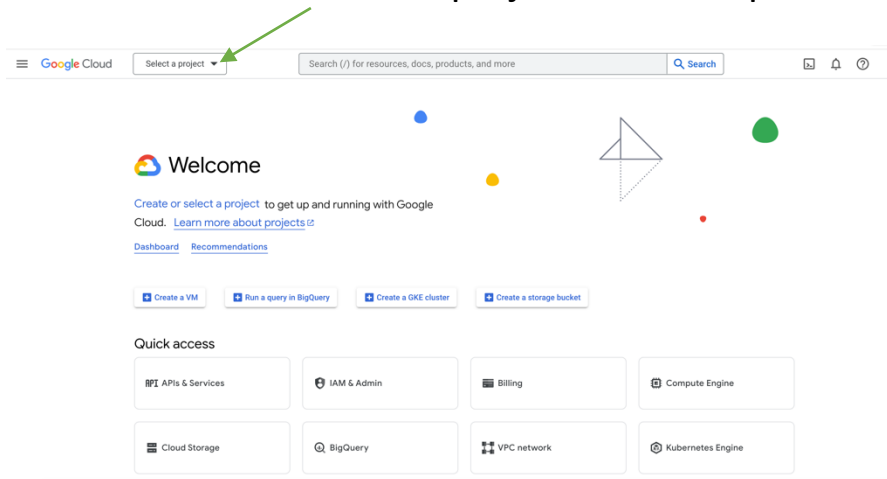 Google Cloud Select a project Search (/) for resources, docs, products, and more Search
Welcome
Create or select a project to get up and running with Google
Cloud. Learn more about projects
Dashboard Recommendations
Create a VM Run a query in BigQuery Create a GKE cluster Create a storage bucket
Quick access
API APIs & Services IAM & Admin Billing Compute Engine
Cloud Storage BigQuery VPC network Kubernetes Engine